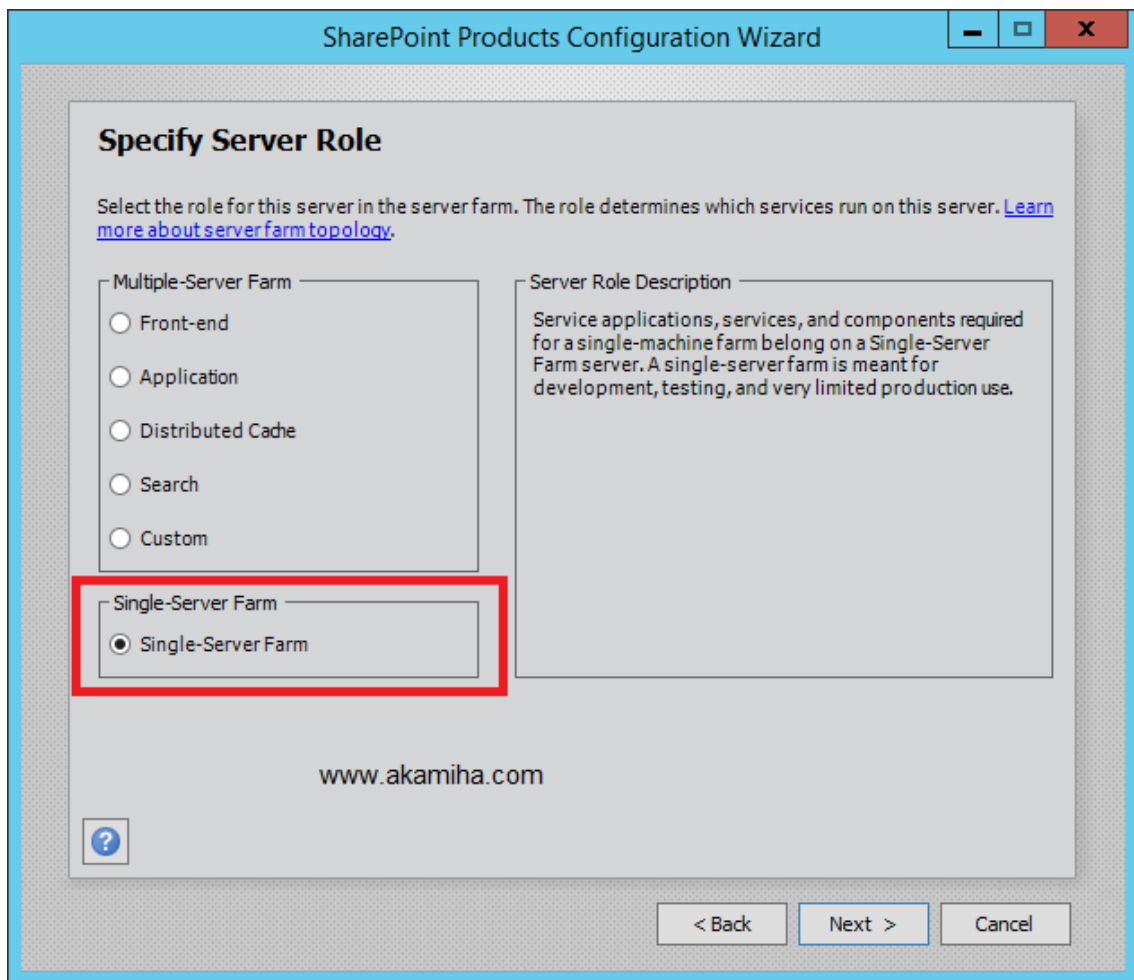 SharePoint Products Configuration Wizard
Specify Server Role
Select the role for this server in the server farm. The role determines which services run on this server. Learn
more about server farm topology.
Multiple-Server Farm
Front-end
Application
Distributed Cache
Search
Custom
Single-Server Farm
Single-Server Farm
Server Role Description
Service applications, services, and components required
for a single-machine farm belong on a Single-Server
Farm server. A single-server farm is meant for
development, testing, and very limited production use.
www.akamiha.com
?
< Back
Next >
Cancel